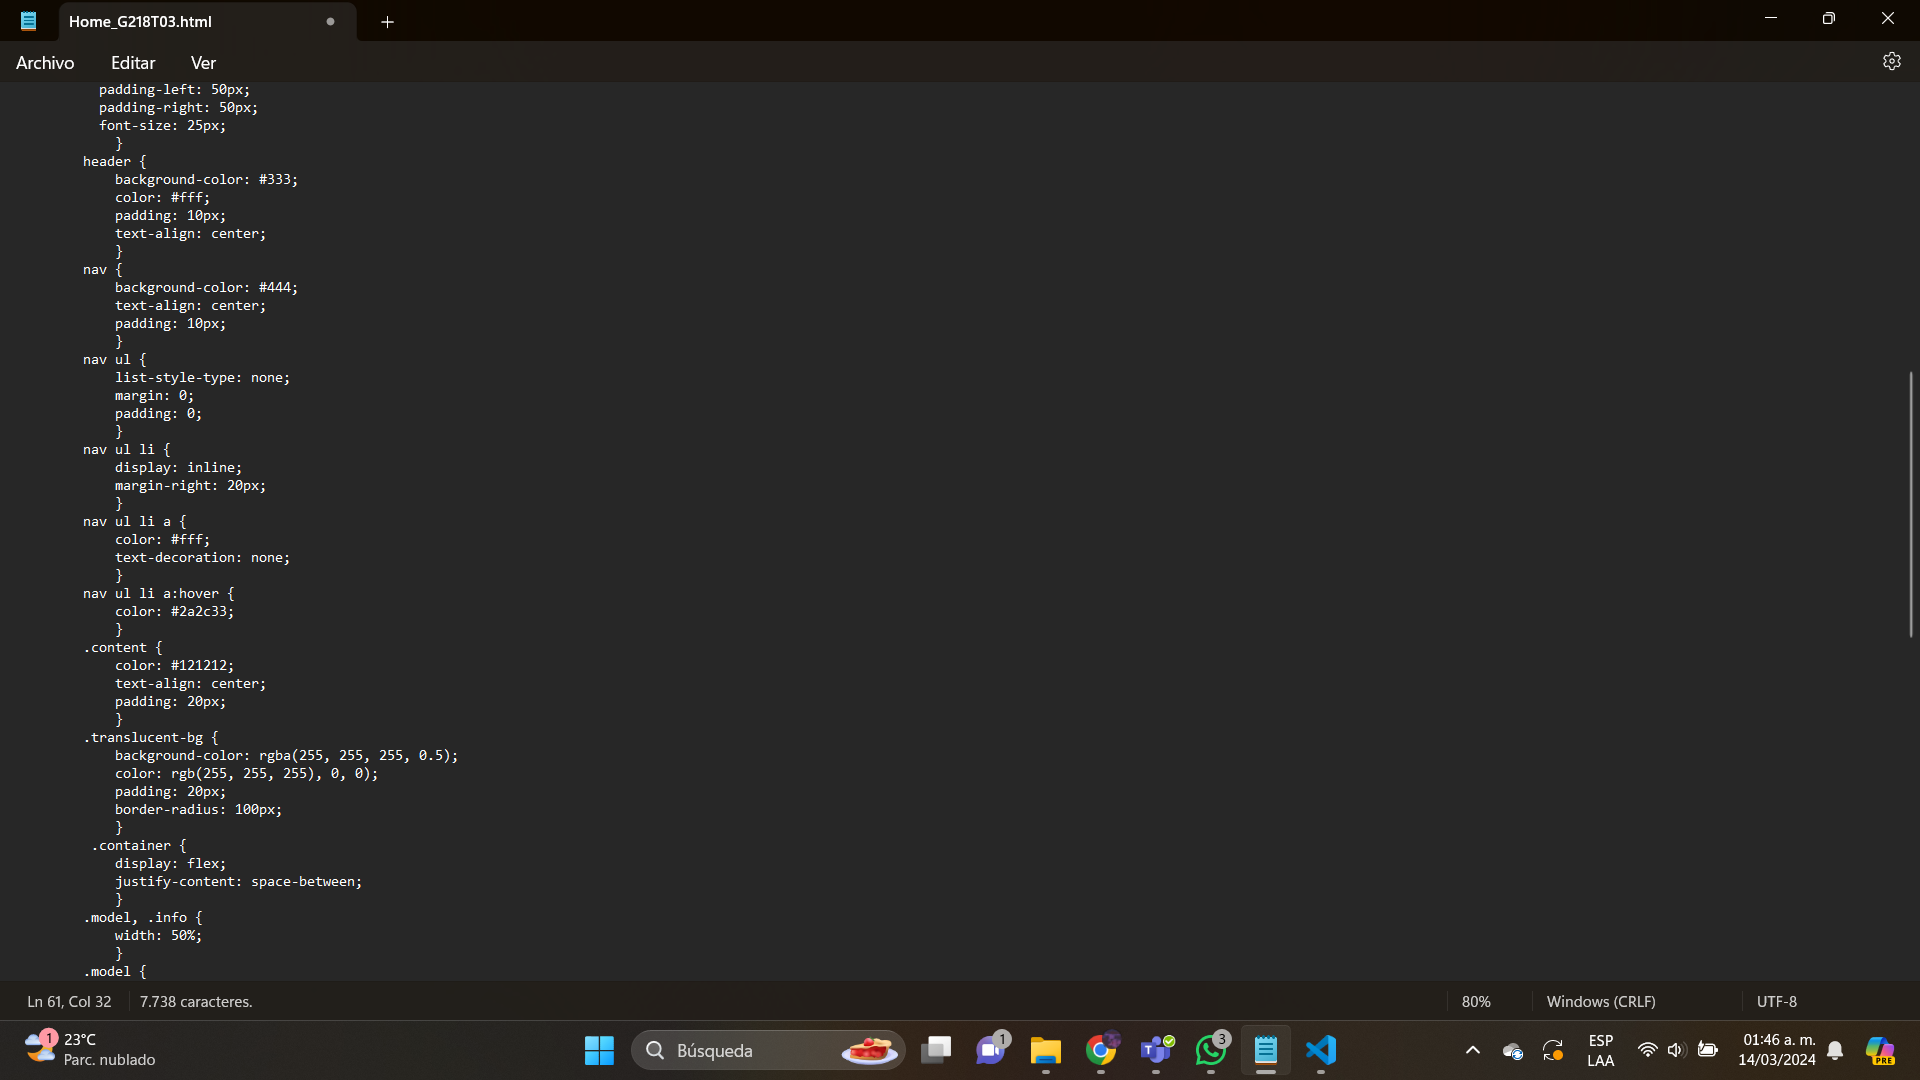 Home_G218T03.html
Archivo Editar Ver
padding-left: 50px;
padding-right: 50px;
font-size: 25px;
}
header {
background-color: #333;
color: #fff;
padding: 10px;
text-align: center;
}
nav {
background-color: #444;
text-align: center;
padding: 10px;
}
nav ul {
list-style-type: none;
margin: 0;
padding: 0;
}
nav ul li {
display: inline;
margin-right: 20px;
}
nav ul li a {
color: #fff;
text-decoration: none;
}
nav ul li a:hover {
color: #2a2c33;
}
.content {
color: #121212;
text-align: center;
padding: 20px;
}
.translucent-bg {
background-color: rgba(255, 255, 255, 0.5);
color: rgb(255, 255, 255), 0, 0);
padding: 20px;
border-radius: 100px;
}
.container {
display: flex;
justify-content: space-between;
}
.model, .info {
width: 50%;
}
.model {
Ln 61, Col 32 7.738 caracteres. 80% Windows (CRLF) UTF-8
1 23°C
Parc. nublado
Búsqueda
1
T
3
ESP
LAA
01:46 a. m.
14/03/2024
PRE